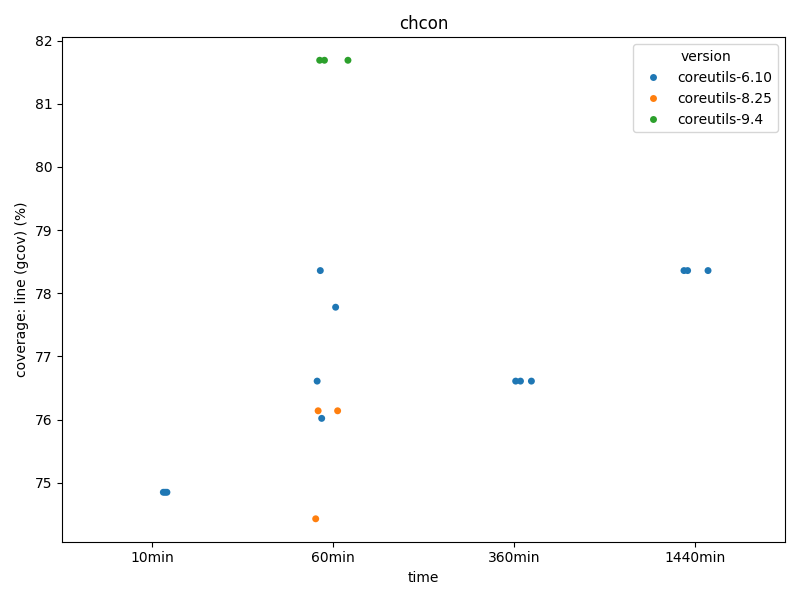 chcon
version
coreutils-6.10
coreutils-8.25
coreutils-9.4
coverage: line (gcov) (%)
82
81
80
79
78
77
76
75
10min
60min
360min
1440min
time